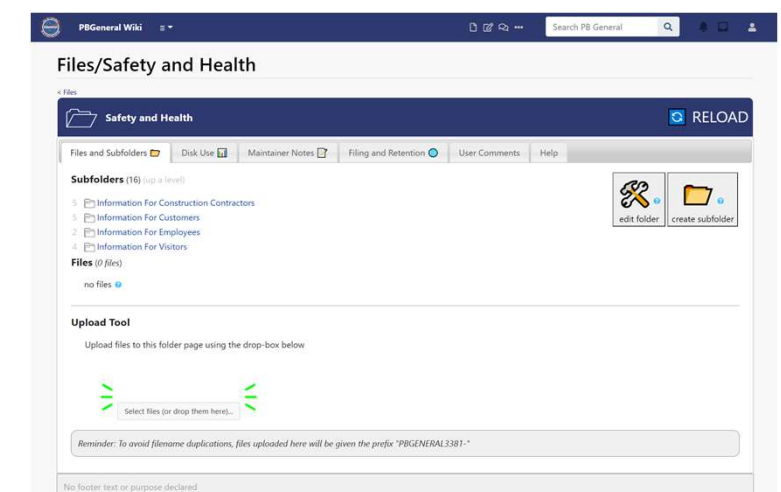 PBGeneral Wiki
Search PB General
Files/Safety and Health
< Files
Safety and Health
RELOAD
Files and Subfolders
Disk Use
Maintainer Notes
Filing and Retention
User Comments
Help
Subfolders (16) (up a level)
5 Information For Construction Contractors
5 Information For Customers
2 Information For Employees
4 Information For Visitors
edit folder
create subfolder
Files (0 files)
no files
Upload Tool
Upload files to this folder page using the drop-box below
Select files (or drop them here)...
Reminder: To avoid filename duplications, files uploaded here will be given the prefix "PBGENERAL3381-"
No footer text or purpose declared